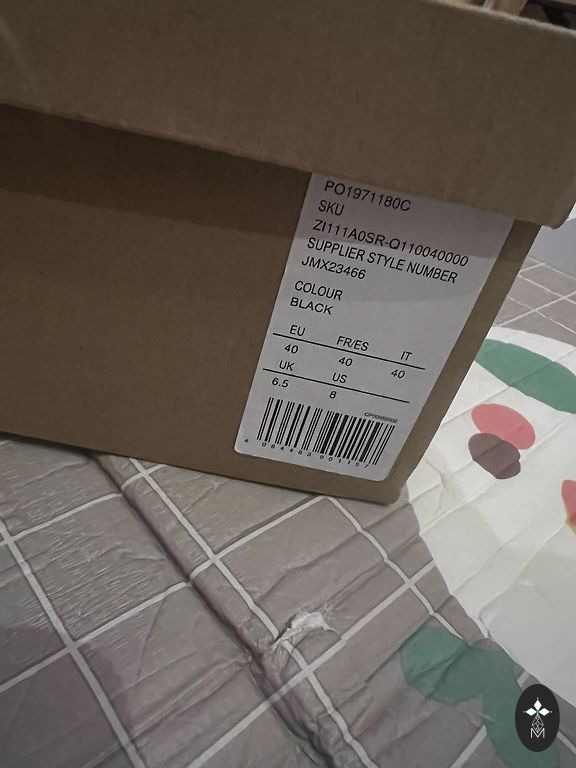 PO1971180C
SKU
ZI111A0SR-Q110040000
SUPPLIER STYLE NUMBER
JMX23466
COLOUR
BLACK
EU FR/ES IT
40 40 40
UK US
6.5 8
M